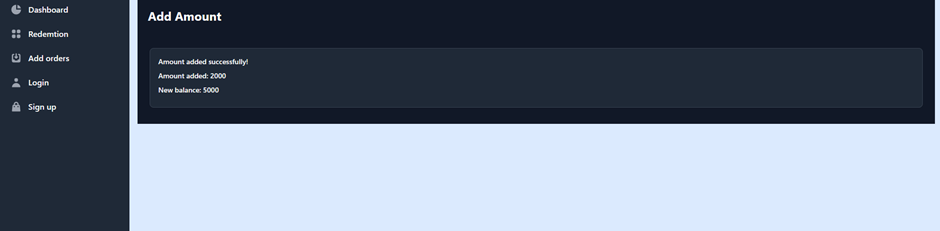 Dashboard
Redemtion
Add orders
Login
Sign up
Add Amount
Amount added successfully!
Amount added: 2000
New balance: 5000